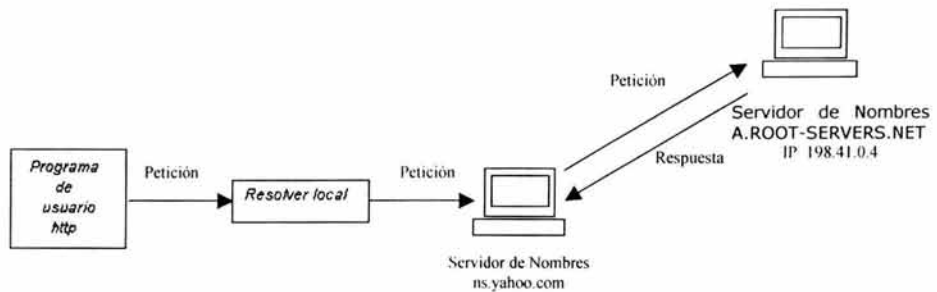 Petición
Servidor de Nombres
A.ROOT-SERVERS.NET
IP 198.41.0.4
Respuesta
Programa
de
usuario
http
Petición
Resolver local
Petición
Servidor de Nombres
ns.yahoo.com